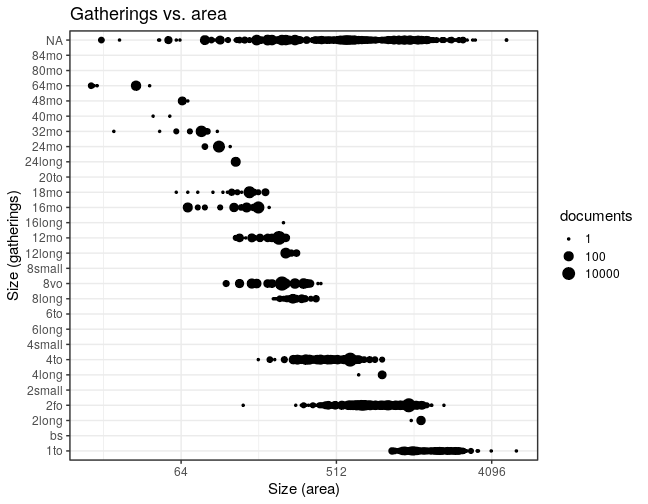 Gatherings vs. area
NA
84mo
80mo
64mo
48mo
40mo
32mo
24mo
24long
20to
18mo
16mo
16long
12mo
12long
8small
8vo
8long
6to
6long
4small
4to
4long
2small
2fo
2long
bs
1to
Size (gatherings)
64
512
4096
Size (area)
documents
1
100
10000